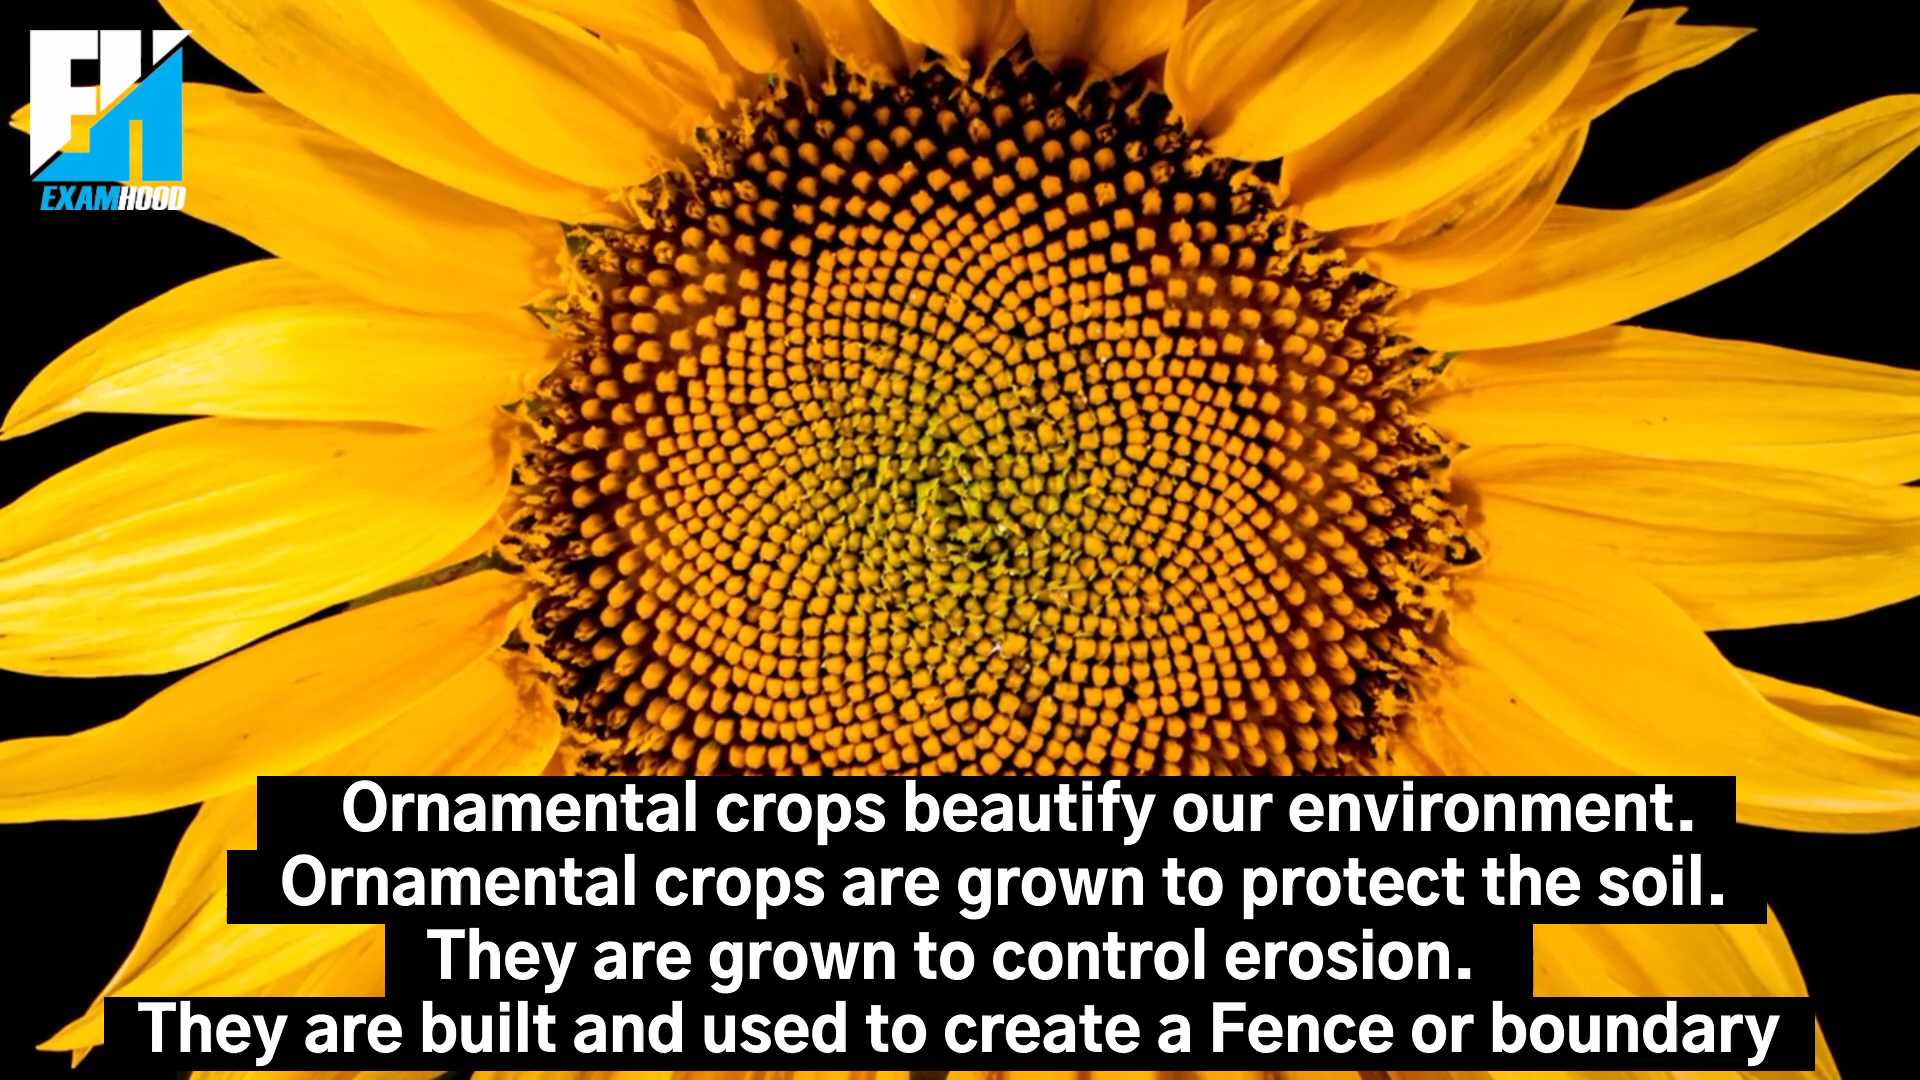 EH
EXAMHOOD
Ornamental crops beautify our environment.
Ornamental crops are grown to protect the soil.
They are grown to control erosion.
They are built and used to create a Fence or boundary